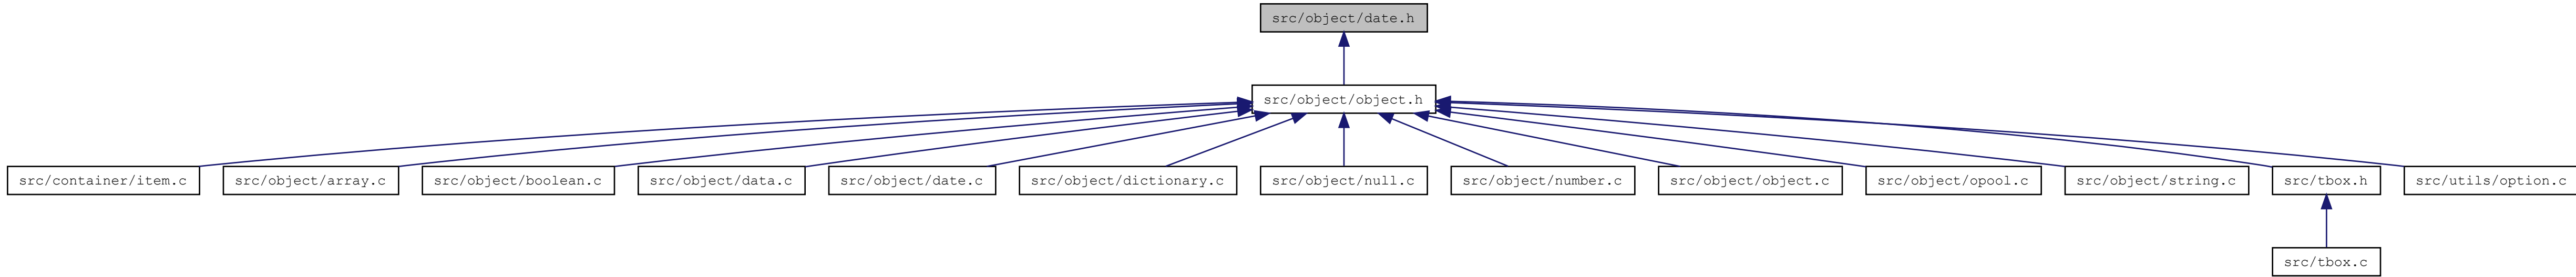 src/object/date.h
src/object/object.h
src/container/item.c
src/object/array.c
src/object/boolean.c
src/object/data.c
src/object/date.c
src/object/dictionary.c
src/object/null.c
src/object/number.c
src/object/object.c
src/object/opool.c
src/object/string.c
src/tbox.h
src/utils/option.c
src/tbox.c